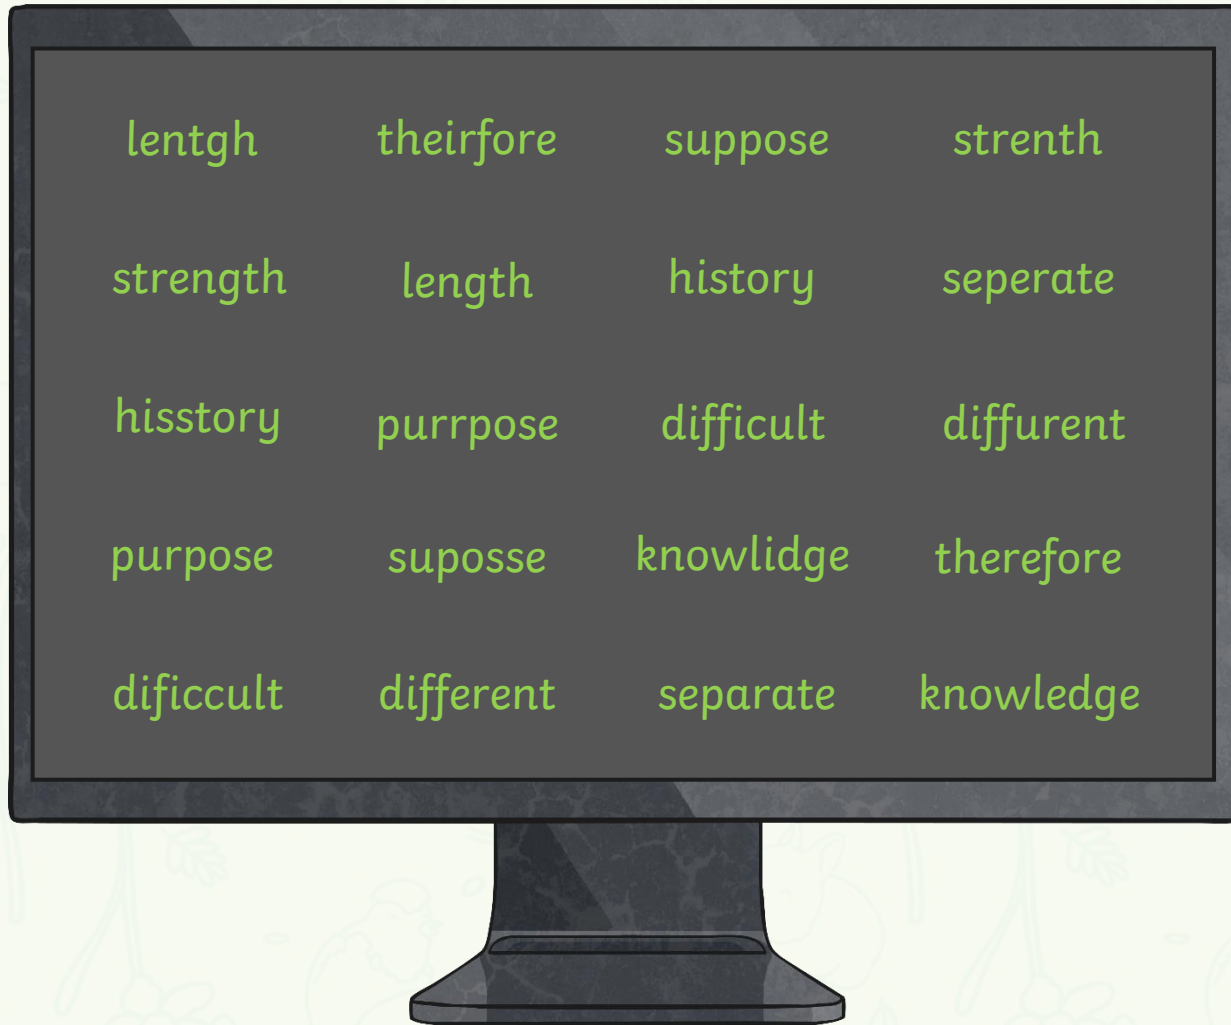 lentgh theirfore suppose strenth
strength length history seperate
hisstory purrpose difficult diffurent
purpose suposse knowlidge therefore
dificcult different separate knowledge